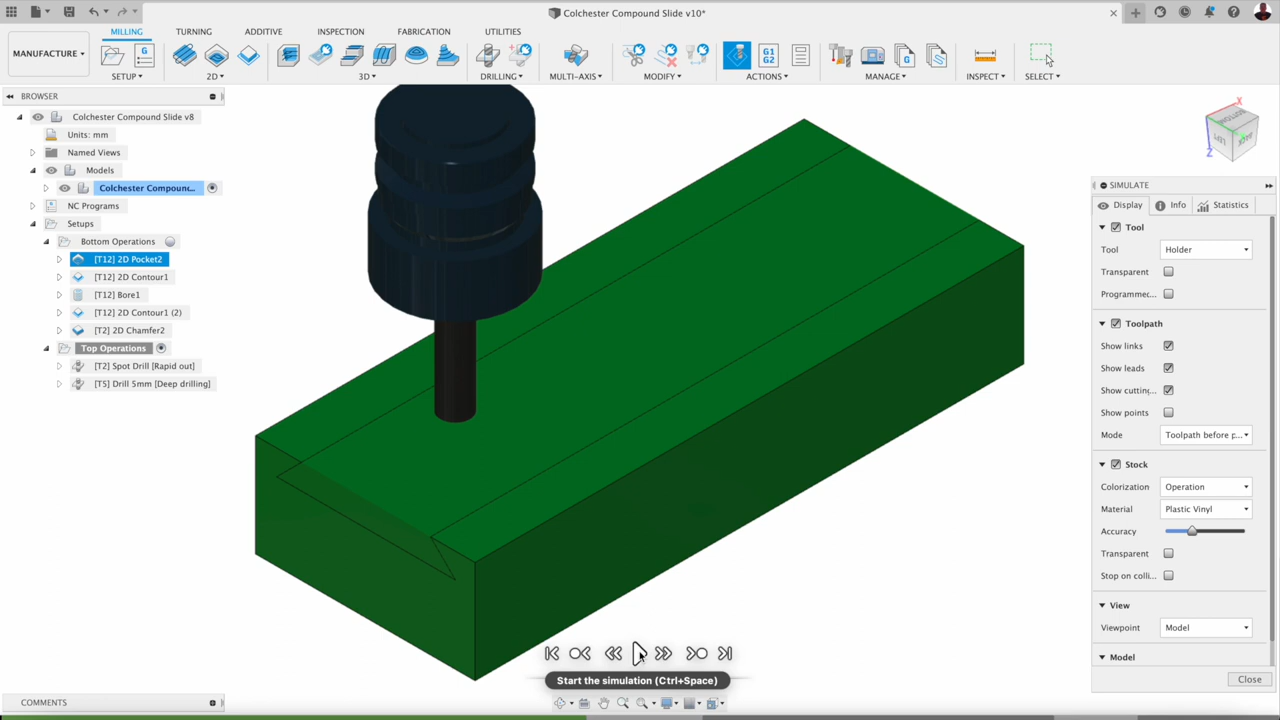 Colchester Compound Slide v10*
MANUFACTURE
MILLING
TURNING
ADDITIVE
INSPECTION
FABRICATION
UTILITIES
G1
G2
SETUP
2D
3D
DRILLING
MULTI-AXIS
MODIFY
ACTIONS
MANAGE
INSPECT
SELECT
BROWSER
Colchester Compound Slide v8
Units: mm
Named Views
Models
Colchester Compoun...
NC Programs
Setups
Bottom Operations
[T12] 2D Pocket2
[T12] 2D Contour1
[T12] Bore1
[T12] 2D Contour1 (2)
[T2] 2D Chamfer2
Top Operations
[T2] Spot Drill [Rapid out]
[T5] Drill 5mm [Deep drilling]
X
Z
SIMULATE
Display
Info
Statistics
Tool
Tool
Holder
Transparent
Programmec...
Toolpath
Show links
Show leads
Show cutting...
Show points
Mode
Toolpath before p...
Stock
Colorization
Operation
Material
Plastic Vinyl
Accuracy
Transparent
Stop on colli...
View
Viewpoint
Model
Model
Close
Start the simulation (Ctrl+Space)
COMMENTS